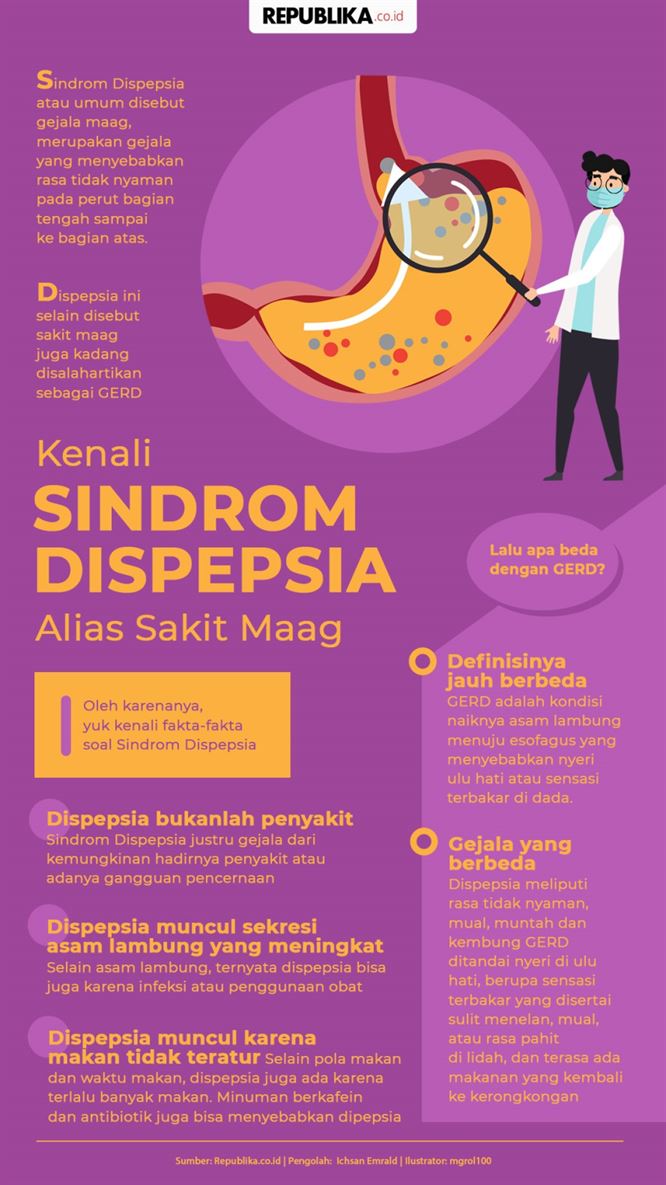 REPUBLIKA.co.id
Sindrom Dispepsia
atau umum disebut
gejala maag,
merupakan gejala
yang menyebabkan
rasa tidak nyaman
pada perut bagian
tengah sampai
ke bagian atas.
Dispepsia ini
selain disebut
sakit maag
juga kadang
disalahartikan
sebagai GERD
Kenali
SINDROM
DISPEPSIA
Alias Sakit Maag
Oleh karenanya,
yuk kenali fakta-fakta
soal Sindrom Dispepsia
Dispepsia bukanlah penyakit
Sindrom Dispepsia justru gejala dari
kemungkinan hadirnya penyakit atau
adanya gangguan pencernaan
Dispepsia muncul sekresi
asam lambung yang meningkat
Selain asam lambung, ternyata dispepsia bisa
juga karena infeksi atau penggunaan obat
Dispepsia muncul karena
makan tidak teratur Selain pola makan
dan waktu makan, dispepsia juga ada karena
terlalu banyak makan. Minuman berkafein
dan antibiotik juga bisa menyebabkan dipepsia
Lalu apa beda
dengan GERD?
Definisinya
jauh berbeda
GERD adalah kondisi
naiknya asam lambung
menuju esofagus yang
menyebabkan nyeri
ulu hati atau sensasi
terbakar di dada.
Gejala yang
berbeda
Dispepsia meliputi
rasa tidak nyaman,
mual, muntah dan
kembung GERD
ditandai nyeri di ulu
hati, berupa sensasi
terbakar yang disertai
sulit menelan, mual,
atau rasa pahit
di lidah, dan terasa ada
makanan yang kembali
ke kerongkongan
Sumber: Republika.co.id | Pengolah: Ichsan Emrald | Ilustrator: mgrol100